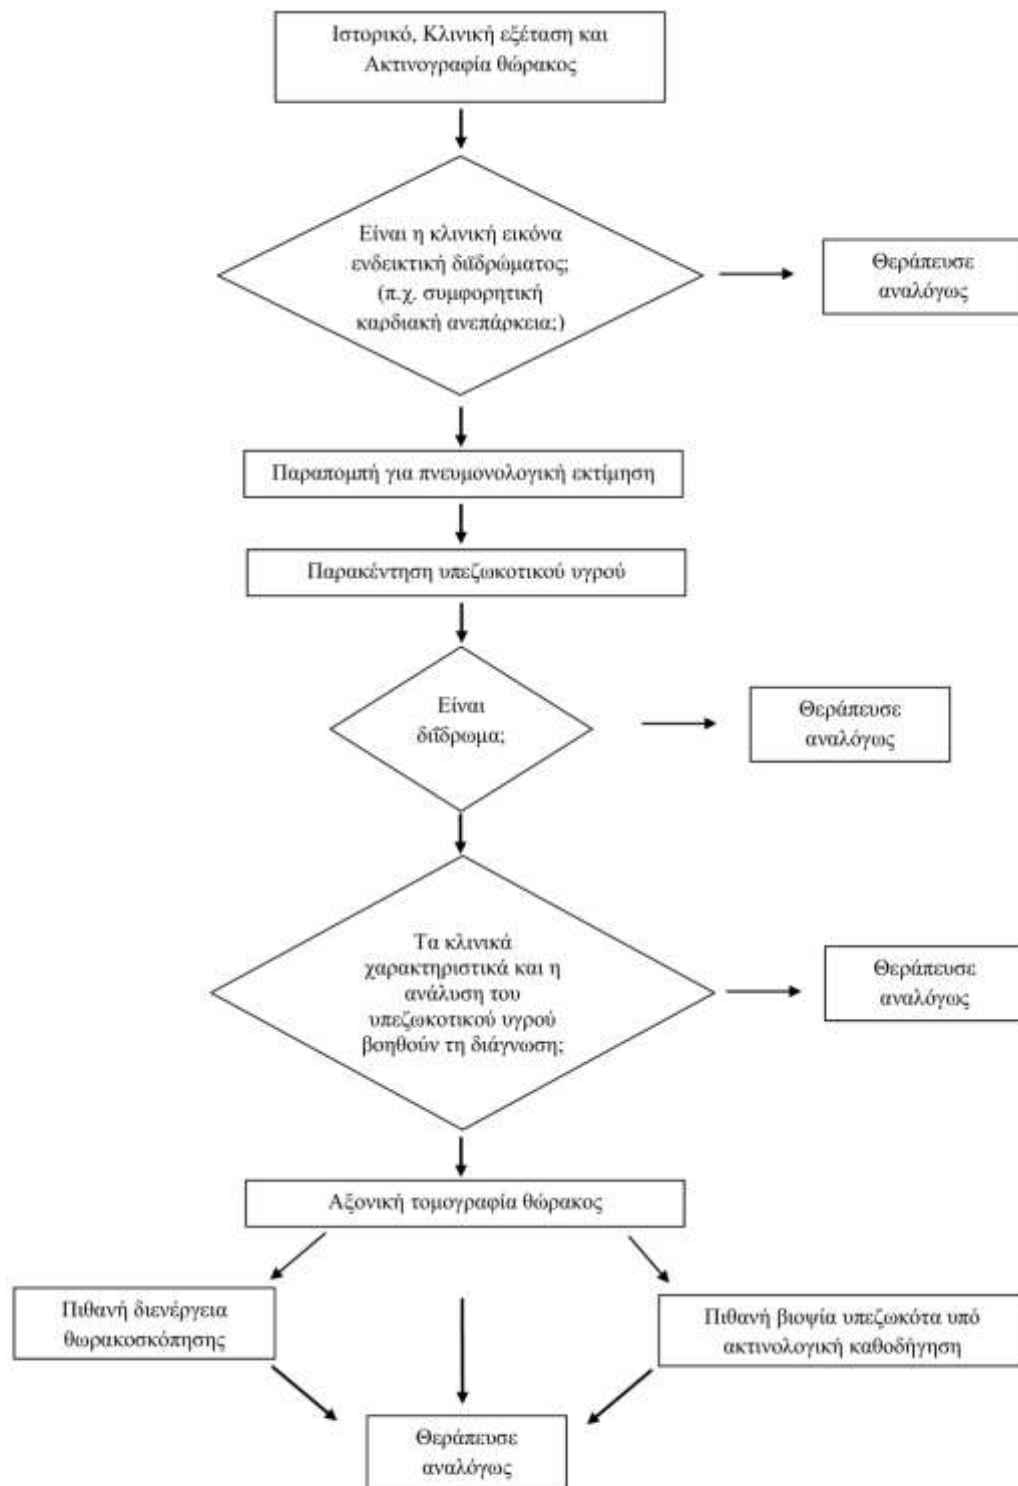 Ιστορικό, Κλινική εξέταση και
Ακτινογραφία θώρακος
Είναι η κλινική εικόνα
ενδεικτική διϊδρώματος;
(π.χ. συμφορητική
καρδιακή ανεπάρκεια;)
Θεράπευσε
αναλόγως
Παραπομπή για πνευμονολογική εκτίμηση
Παρακέντηση υπεζωκοτικού υγρού
Είναι
διΐδρωμα;
Θεράπευσε
αναλόγως
Τα κλινικά
χαρακτηριστικά και η
ανάλυση του
υπεζωκοτικού υγρού
βοηθούν τη διάγνωση;
Θεράπευσε
αναλόγως
Αξονική τομογραφία θώρακος
Πιθανή διενέργεια
θωρακοσκόπησης
Πιθανή βιοψία υπεζωκότα υπό
ακτινολογική καθοδήγηση
Θεράπευσε
αναλόγως